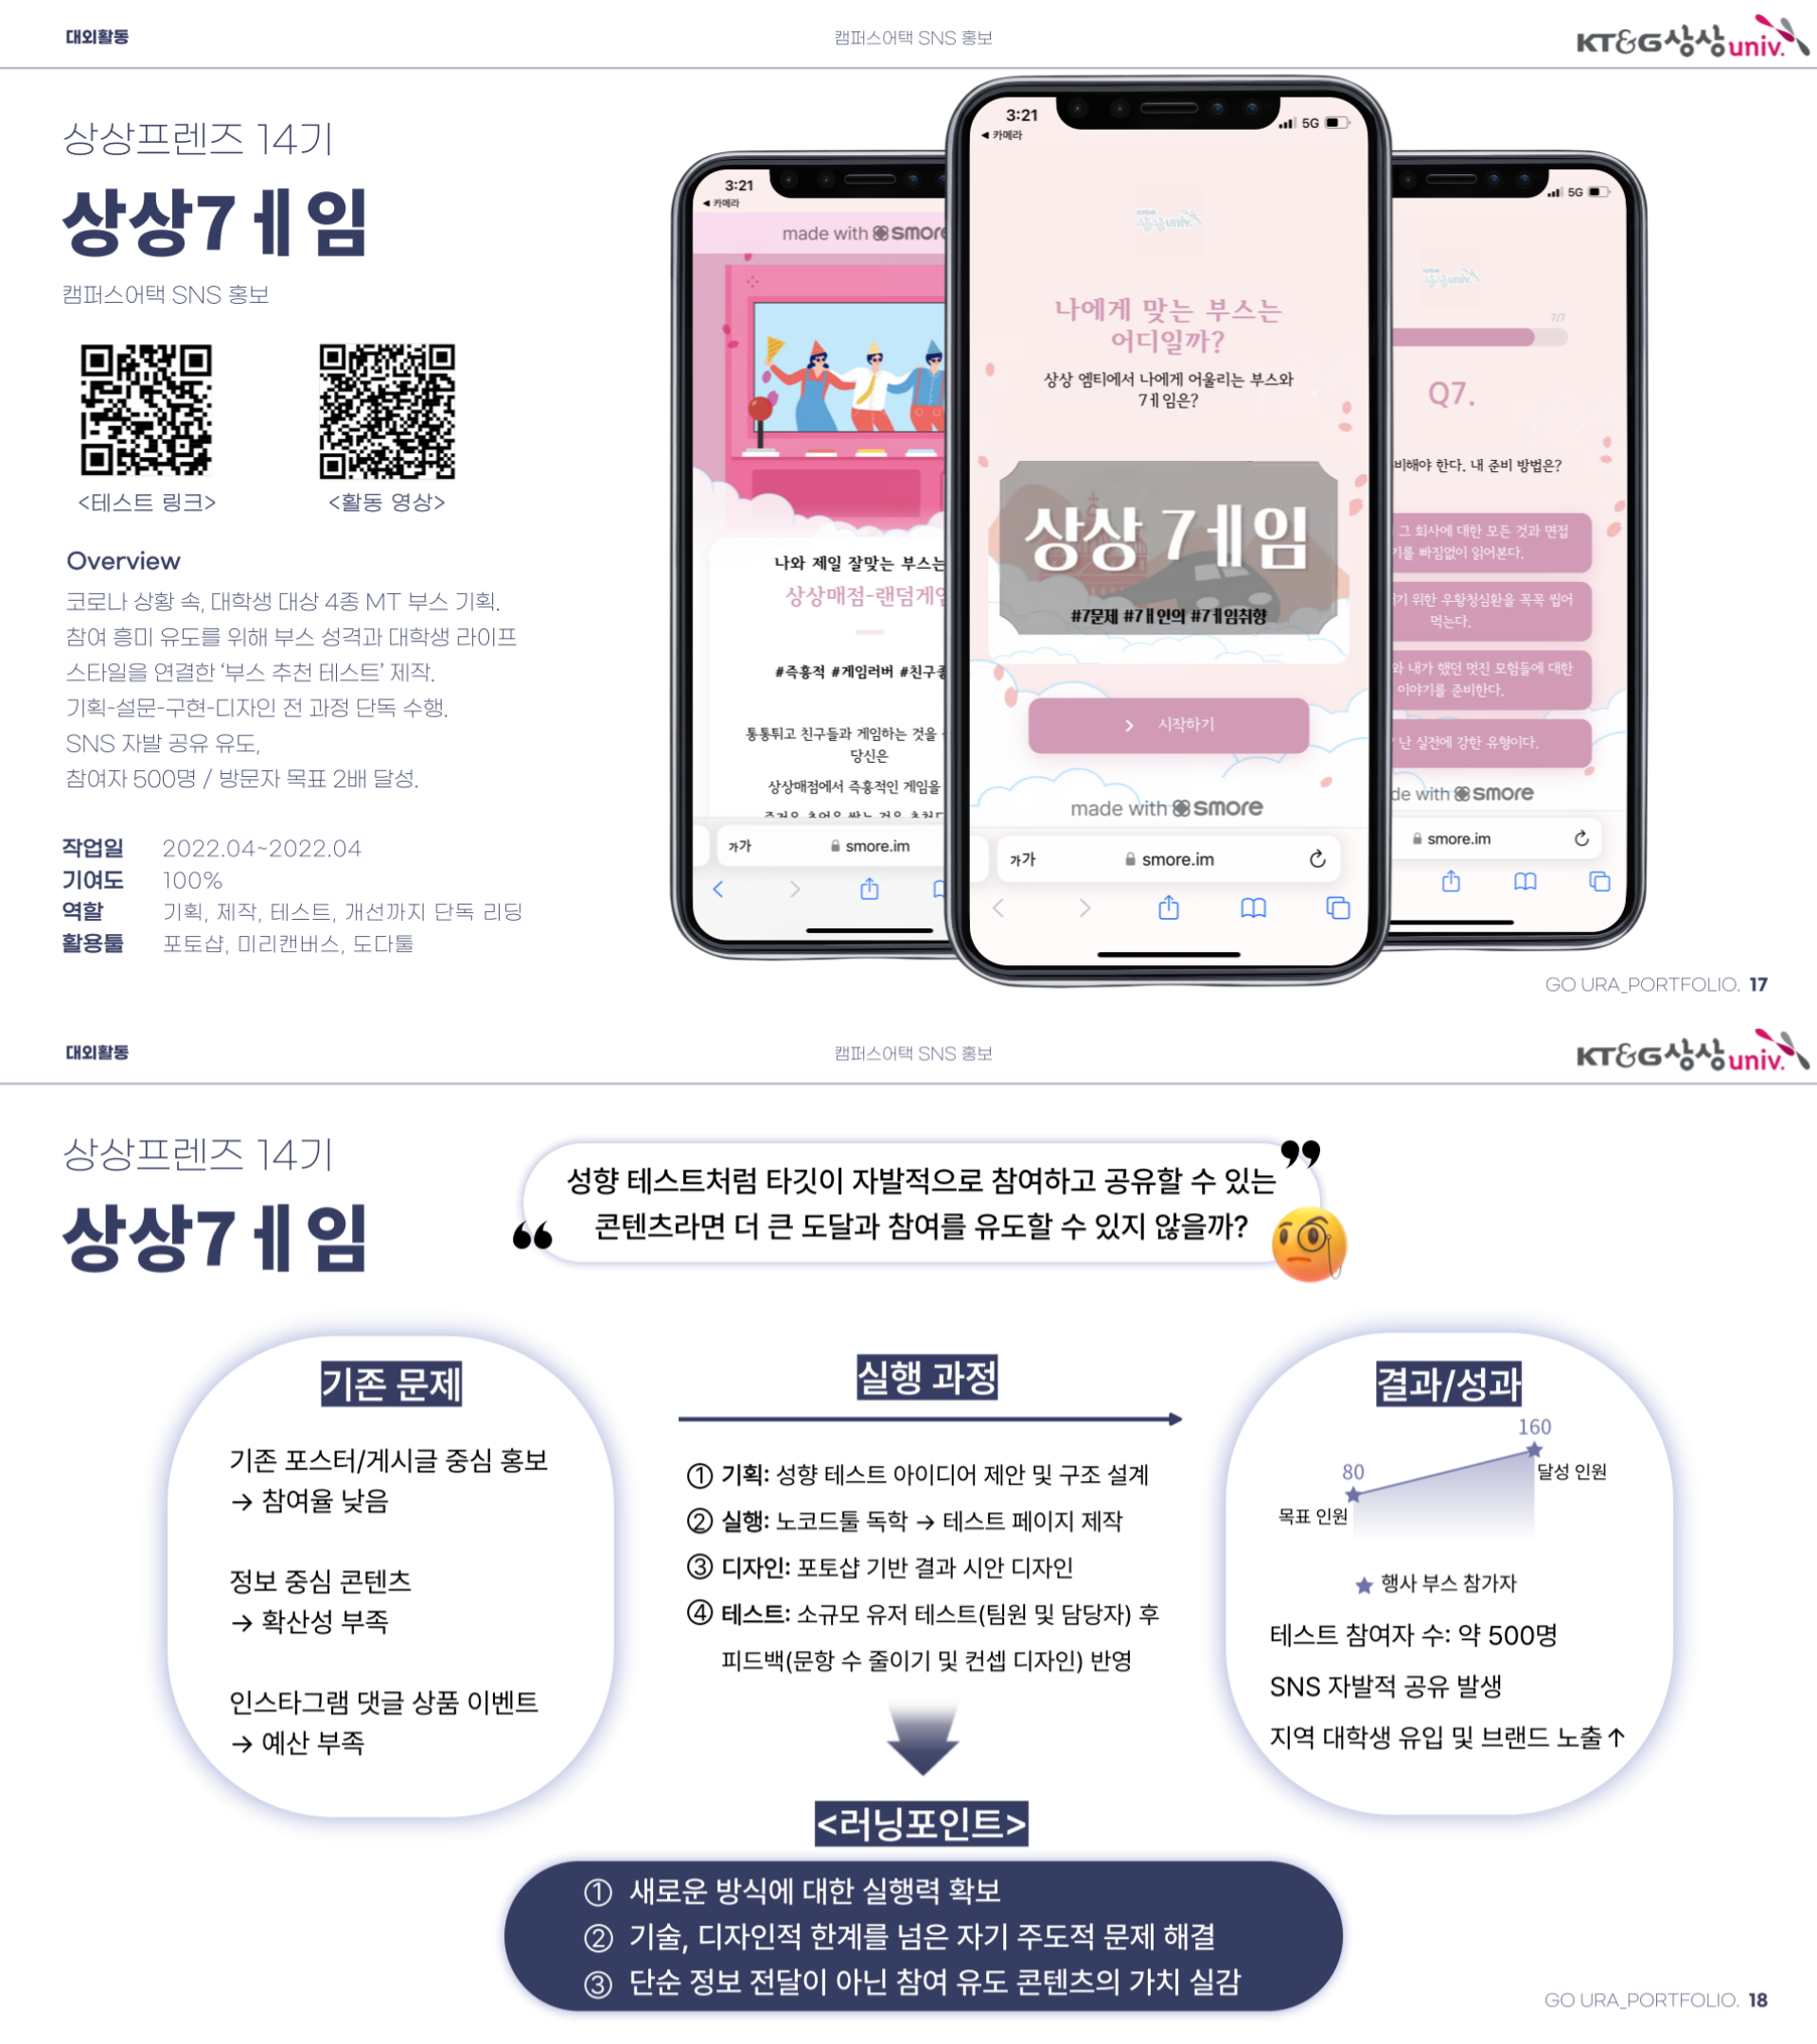 대외활동
캠퍼스어택 SNS 홍보
KT&G상상univ.
상상프렌즈 14기
상상7ㅔ임
캠퍼스어택 SNS 홍보
<테스트 링크>
<활동 영상>
Overview
코로나 상황 속, 대학생 대상 4종 MT 부스 기획.
참여 흥미 유도를 위해 부스 성격과 대학생 라이프
스타일을 연결한 ‘부스 추천 테스트’ 제작.
기획-설문-구현-디자인 전 과정 단독 수행.
SNS 자발 공유 유도,
참여자 500명 / 방문자 목표 2배 달성.
작업일 2022.04~2022.04
기여도 100%
역할 기획, 제작, 테스트, 개선까지 단독 리딩
활용툴 포토샵, 미리캔버스, 도다툴
3:21
◀ 카메라
made with smore
나와 제일 잘맞는 부스는
상상매점-랜덤게임
#즉흥적 #게임러버 #친구좋
통통튀고 친구들과 게임하는 것을
당신은
상상매점에서 즉흥적인 게임을
가가 smore.im
3:21 5G
◀ 카메라
상상univ.
나에게 맞는 부스는
어디일까?
상상 엠티에서 나에게 어울리는 부스와
7ㅔ임은?
상상 7ㅔ임
#7문제 #7ㅐ인의 #7ㅔ임취향
시작하기
made with smore
가가 smore.im
5G
상상univ.
7/7
Q7.
비해야 한다. 내 준비 방법은?
그 회사에 대한 모든 것과 면접
기를 빠짐없이 읽어본다.
기 위한 우황청심환을 꼭꼭 씹어
먹는다.
와 내가 했던 멋진 모험들에 대한
이야기를 준비한다.
난 실전에 강한 유형이다.
de with smore
smore.im
GO URA_PORTFOLIO. 17
대외활동
캠퍼스어택 SNS 홍보
KT&G상상univ.
상상프렌즈 14기
상상7ㅔ임
“성향 테스트처럼 타깃이 자발적으로 참여하고 공유할 수 있는
콘텐츠라면 더 큰 도달과 참여를 유도할 수 있지 않을까?”
기존 문제
기존 포스터/게시글 중심 홍보
→ 참여율 낮음
정보 중심 콘텐츠
→ 확산성 부족
인스타그램 댓글 상품 이벤트
→ 예산 부족
실행 과정
① 기획: 성향 테스트 아이디어 제안 및 구조 설계
② 실행: 노코드툴 독학 → 테스트 페이지 제작
③ 디자인: 포토샵 기반 결과 시안 디자인
④ 테스트: 소규모 유저 테스트(팀원 및 담당자) 후
피드백(문항 수 줄이기 및 컨셉 디자인) 반영
결과/성과
160
달성 인원
80
목표 인원
★ 행사 부스 참가자
테스트 참여자 수: 약 500명
SNS 자발적 공유 발생
지역 대학생 유입 및 브랜드 노출↑
<러닝포인트>
① 새로운 방식에 대한 실행력 확보
② 기술, 디자인적 한계를 넘은 자기 주도적 문제 해결
③ 단순 정보 전달이 아닌 참여 유도 콘텐츠의 가치 실감
GO URA_PORTFOLIO. 18